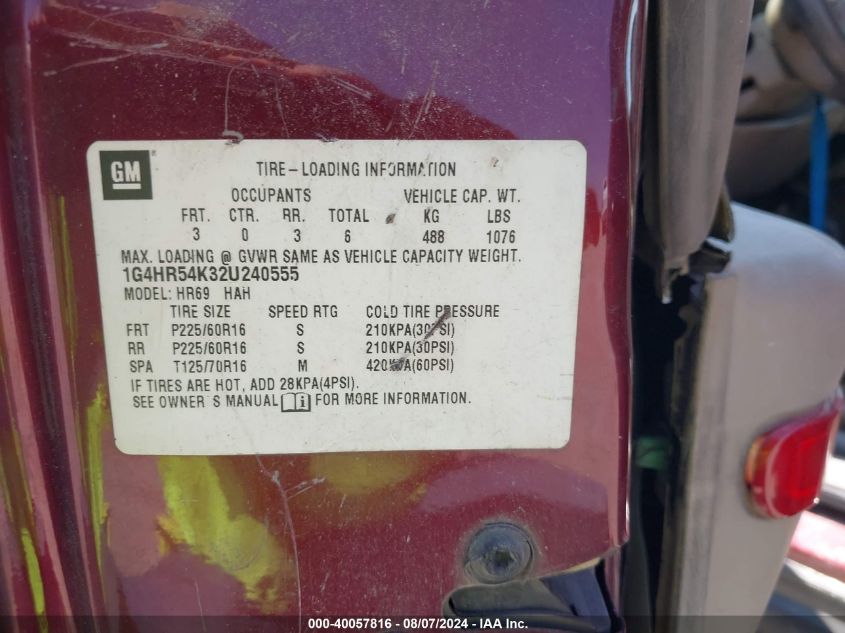 GM
TIRE-LOADING INFORMATION
OCCUPANTS VEHICLE CAP. WT.
FRT. CTR. RR. TOTAL KG LBS
3 0 3 6 488 1076
MAX. LOADING @ GVWR SAME AS VEHICLE CAPACITY WEIGHT.
1G4HR54K32U240555
MODEL: HR69 HAH
TIRE SIZE SPEED RTG COLD TIRE PRESSURE
FRT P225/60R16 S 210KPA(30PSI)
RR P225/60R16 S 210KPA(30PSI)
SPA T125/70R16 M 420KPA(60PSI)
IF TIRES ARE HOT, ADD 28KPA(4PSI).
SEE OWNER'S MANUAL i FOR MORE INFORMATION.
000-40057816 - 08/07/2024 - IAA Inc.